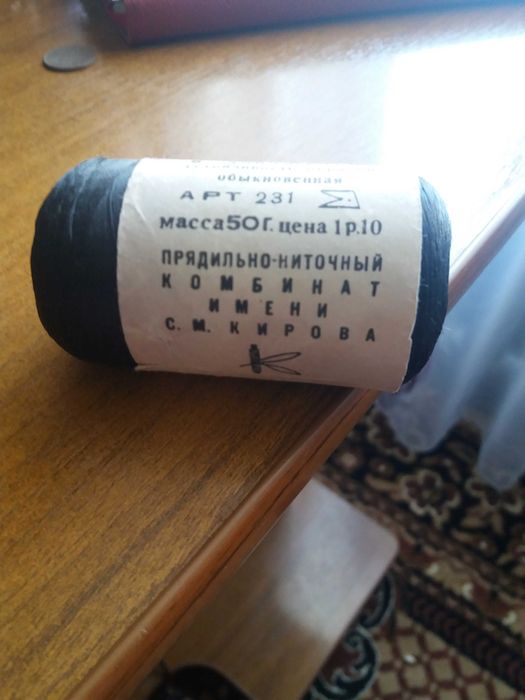 обыкновенная
АРТ 231
масса 50 г. цена 1 р. 10
ПРЯДИЛЬНО-НИТОЧНЫЙ
КОМБИНАТ
ИМЕНИ
С. М. КИРОВА